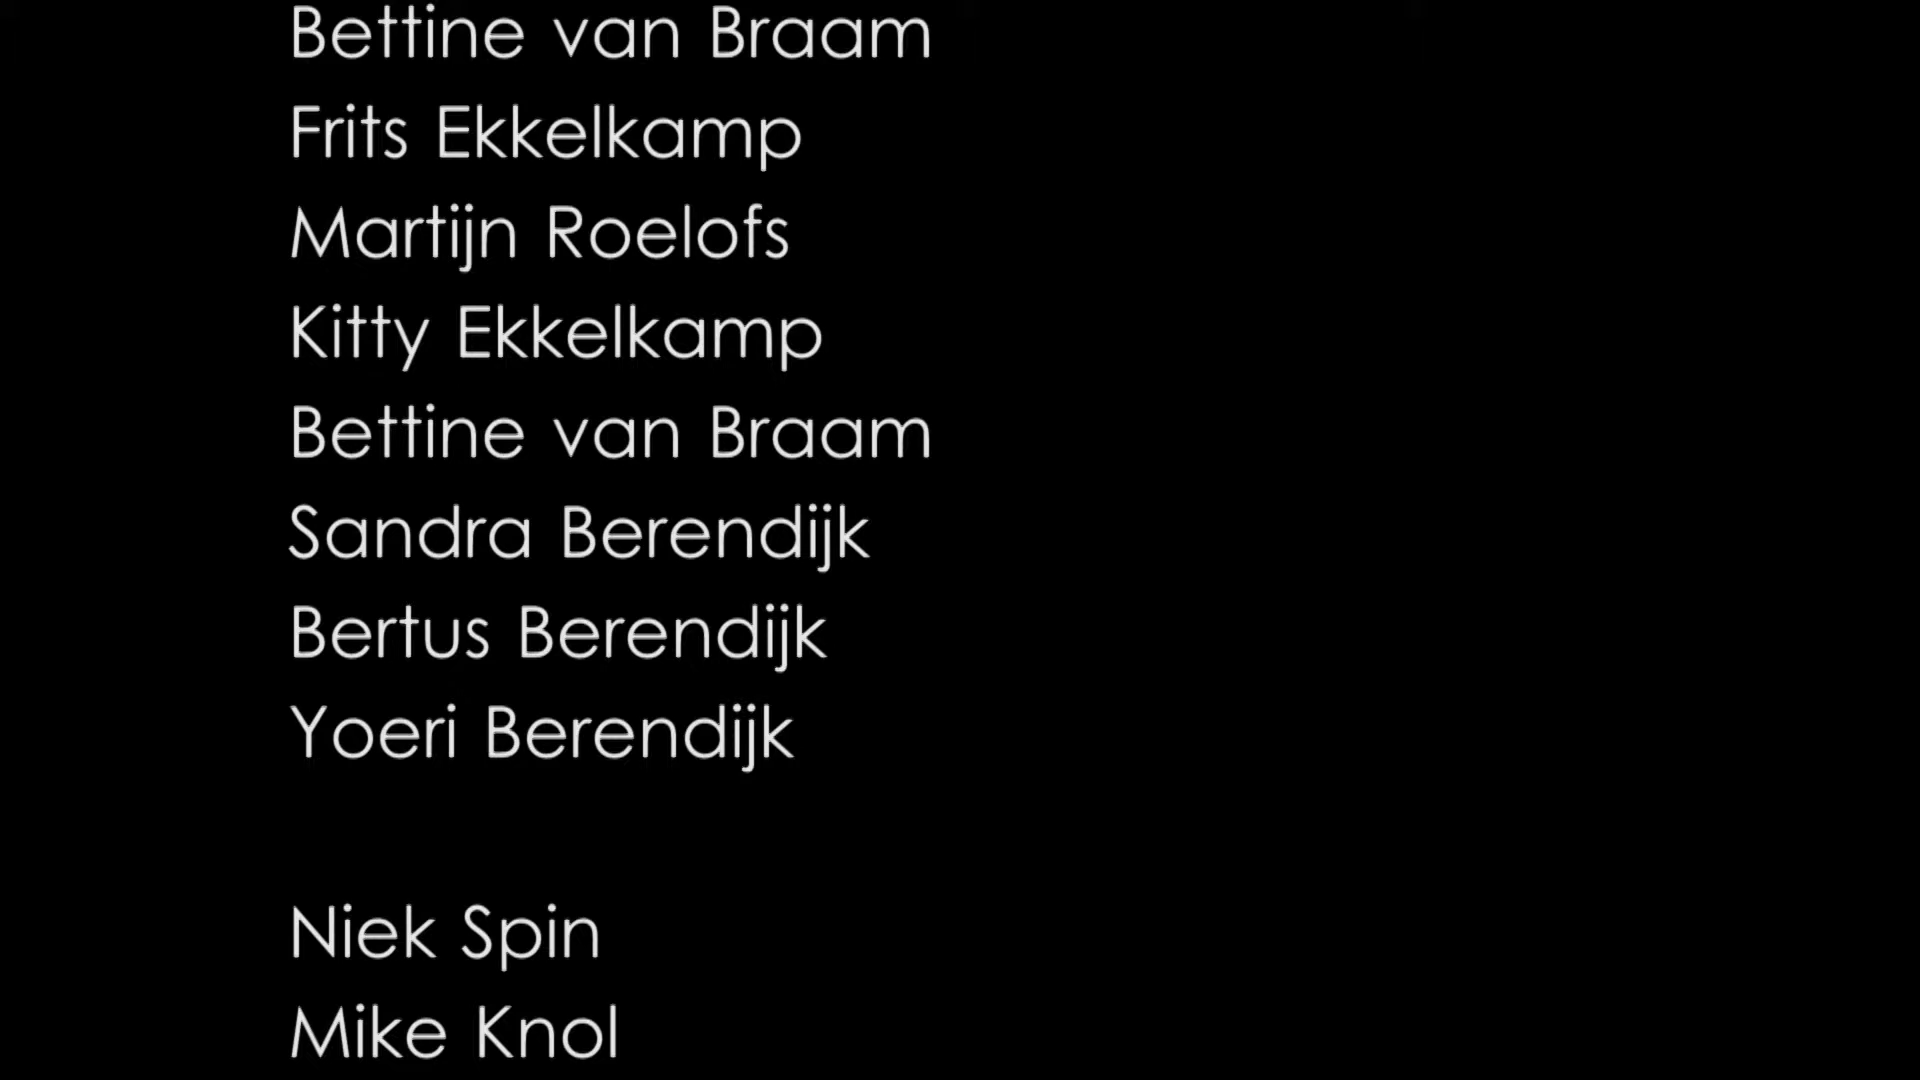 Bettine van Braam
Frits Ekkelkamp
Martijn Roelofs
Kitty Ekkelkamp
Bettine van Braam
Sandra Berendijk
Bertus Berendijk
Yoeri Berendijk
Niek Spin
Mike Knol